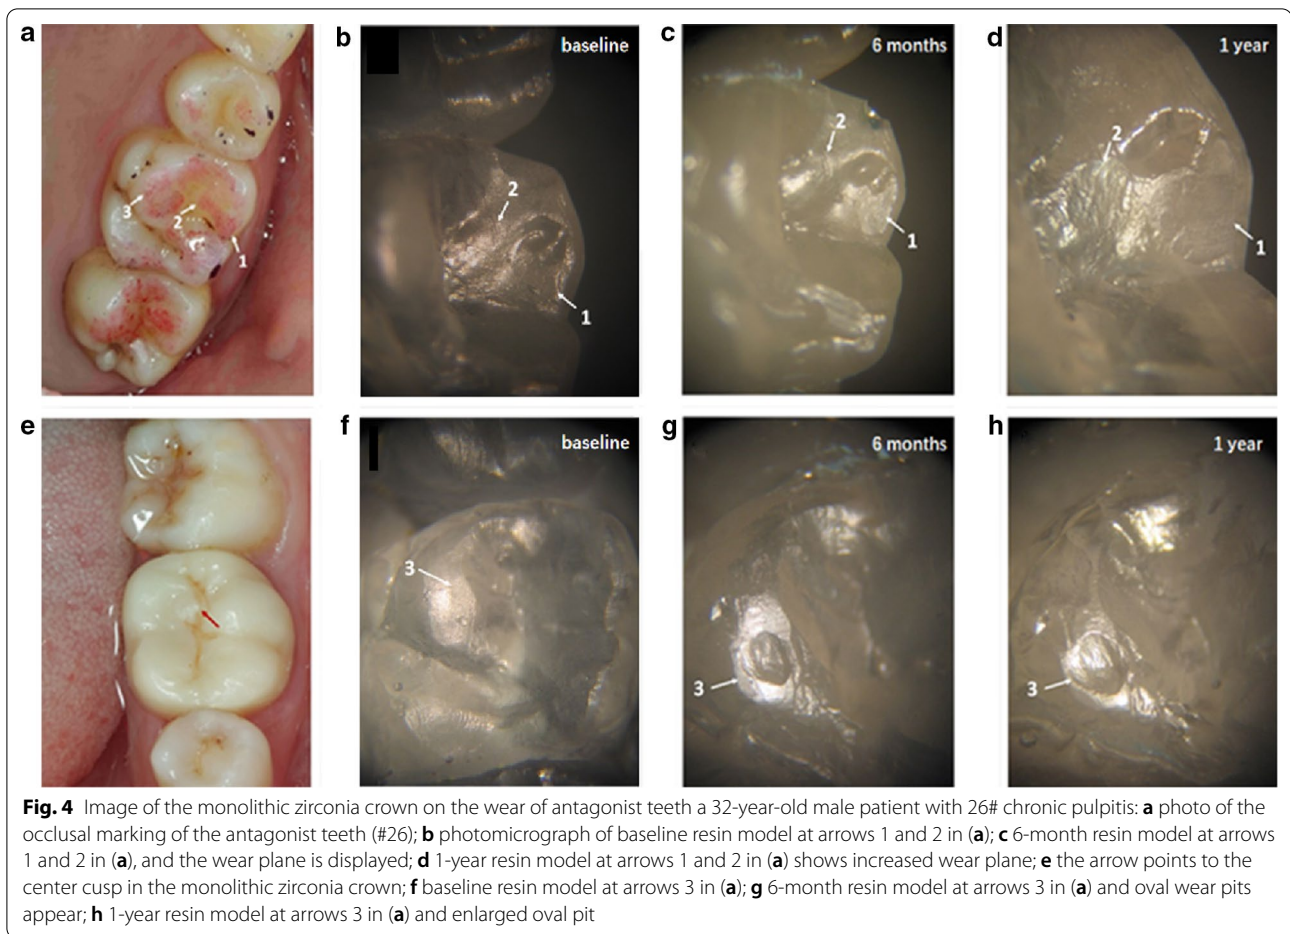 a
b
baseline
c
6 months
d
1 year
3
2
1
2
1
2
1
2
1
e
f
baseline
g
6 months
h
1 year
3
3
3
Fig. 4 Image of the monolithic zirconia crown on the wear of antagonist teeth a 32-year-old male patient with 26# chronic pulpitis: a photo of the
occlusal marking of the antagonist teeth (#26); b photomicrograph of baseline resin model at arrows 1 and 2 in (a); c 6-month resin model at arrows
1 and 2 in (a), and the wear plane is displayed; d 1-year resin model at arrows 1 and 2 in (a) shows increased wear plane; e the arrow points to the
center cusp in the monolithic zirconia crown; f baseline resin model at arrows 3 in (a); g 6-month resin model at arrows 3 in (a) and oval wear pits
appear; h 1-year resin model at arrows 3 in (a) and enlarged oval pit